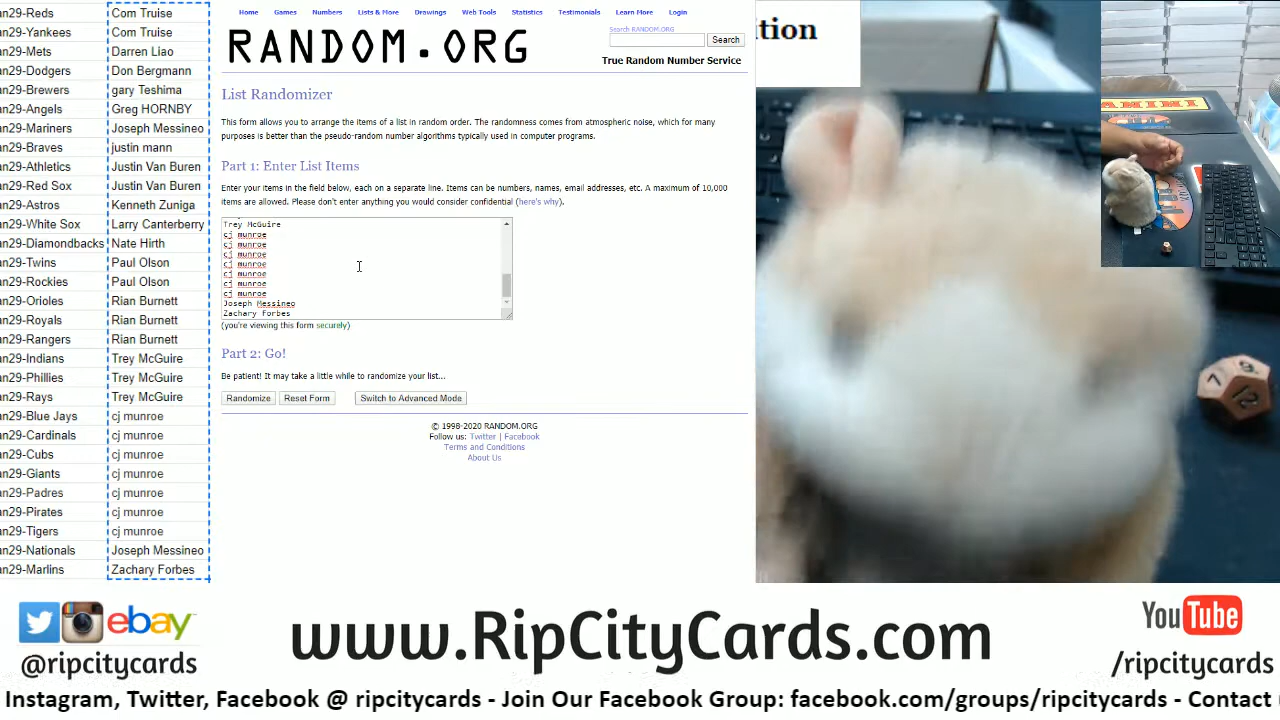 an29-Reds Com Truise
an29-Yankees Com Truise
an29-Mets Darren Liao
an29-Dodgers Don Bergmann
an29-Brewers gary Teshima
an29-Angels Greg HORNBY
an29-Mariners Joseph Messineo
an29-Braves justin mann
an29-Athletics Justin Van Buren
an29-Red Sox Justin Van Buren
an29-Astros Kenneth Zuniga
an29-White Sox Larry Canterberry
an29-Diamondbacks Nate Hirth
an29-Twins Paul Olson
an29-Rockies Paul Olson
an29-Orioles Rian Burnett
an29-Royals Rian Burnett
an29-Rangers Rian Burnett
an29-Indians Trey McGuire
an29-Phillies Trey McGuire
an29-Rays Trey McGuire
an29-Blue Jays cj munroe
an29-Cardinals cj munroe
an29-Cubs cj munroe
an29-Giants cj munroe
an29-Padres cj munroe
an29-Pirates cj munroe
an29-Tigers cj munroe
an29-Nationals Joseph Messineo
an29-Marlins Zachary Forbes
Home Games Numbers Lists & More Drawings Web Tools Statistics Testimonials Learn More Login
RANDOM.ORG
Search RANDOM.ORG
Search
True Random Number Service
List Randomizer
This form allows you to arrange the items of a list in random order. The randomness comes from atmospheric noise, which for many
purposes is better than the pseudo-random number algorithms typically used in computer programs.
Part 1: Enter List Items
Enter your items in the field below, each on a separate line. Items can be numbers, names, email addresses, etc. A maximum of 10,000
items are allowed. Please don't enter anything you would consider confidential (here's why).
Trey McGuire
cj munroe
cj munroe
cj munroe
cj munroe
cj munroe
cj munroe
cj munroe
Joseph Messineo
Zachary Forbes
(you're viewing this form securely)
Part 2: Go!
Be patient! It may take a little while to randomize your list...
Randomize Reset Form Switch to Advanced Mode
© 1998-2020 RANDOM.ORG
Follow us: Twitter | Facebook
Terms and Conditions
About Us
ition
7
12
ebay
@ripcitycards
www.RipCityCards.com
YouTube
/ripcitycards
Instagram, Twitter, Facebook @ ripcitycards - Join Our Facebook Group: facebook.com/groups/ripcitycards - Contact